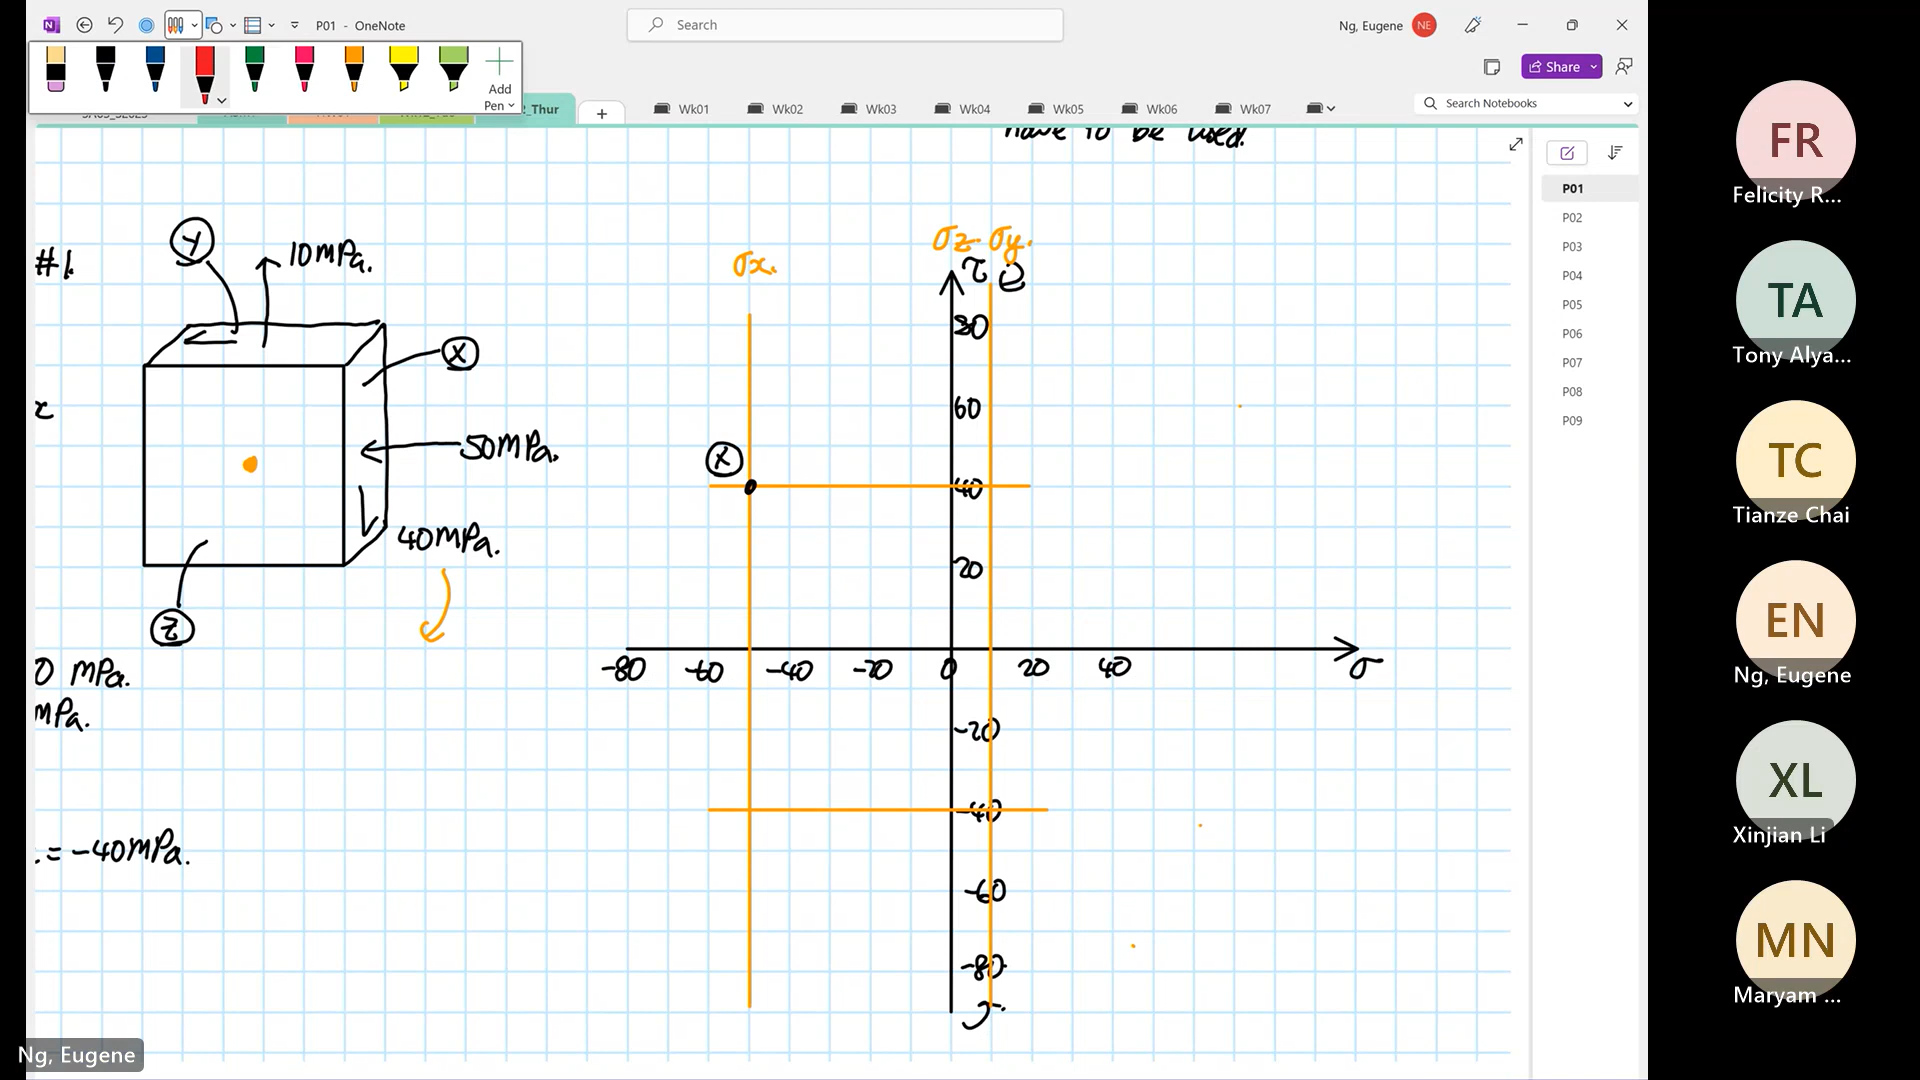 P01 - OneNote
Search
Ng, Eugene
NE
Add
Pen
Share
_Thur
Wk01
Wk02
Wk03
Wk04
Wk05
Wk06
Wk07
Search Notebooks
have to be used.
P01
P02
P03
P04
P05
P06
P07
P08
P09
#1.
Y
10MPa.
X
50MPa.
40MPa.
Z
x
0 MPa.
MPa.
. = -40MPa.
σx.
σz σy.
τ
80
60
X
40
20
-80 -60 -40 -20 0 20 40 σ
-20
-40
-60
-80
FR
Felicity R...
TA
Tony Alya...
TC
Tianze Chai
EN
Ng, Eugene
XL
Xinjian Li
MN
Maryam ...
Ng, Eugene